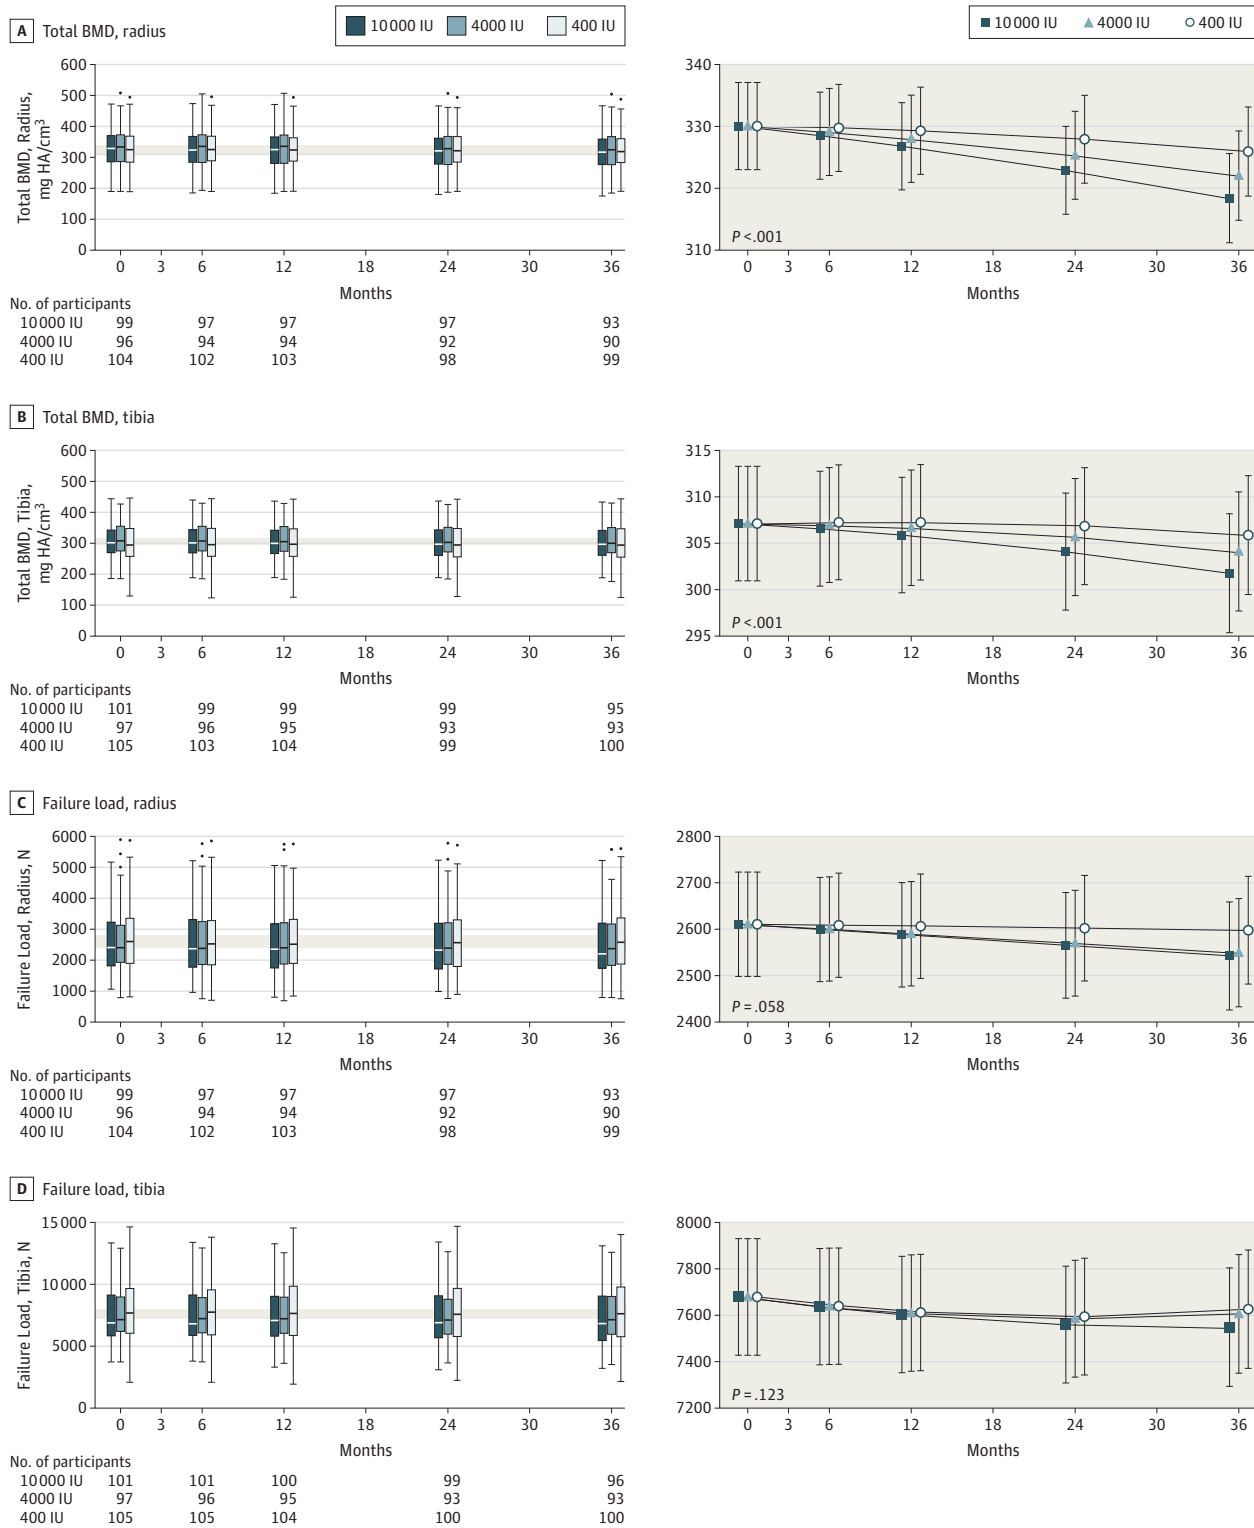 A Total BMD, radius
10 000 IU 4000 IU 400 IU
10 000 IU 4000 IU 400 IU
Total BMD, Radius,
mg HA/cm3
600
500
400
300
200
100
0
0 3 6 12 18 24 30 36
Months
340
330
320
310
P <.001
0 3 6 12 18 24 30 36
Months
No. of participants
10 000 IU 99 97 97 97 93
4000 IU 96 94 94 92 90
400 IU 104 102 103 98 99
B Total BMD, tibia
Total BMD, Tibia,
mg HA/cm3
600
500
400
300
200
100
0
0 3 6 12 18 24 30 36
Months
315
310
305
300
295
P <.001
0 3 6 12 18 24 30 36
Months
No. of participants
10 000 IU 101 99 99 99 95
4000 IU 97 96 95 93 93
400 IU 105 103 104 99 100
C Failure load, radius
Failure Load, Radius, N
6000
5000
4000
3000
2000
1000
0
0 3 6 12 18 24 30 36
Months
2800
2700
2600
2500
2400
P = .058
0 3 6 12 18 24 30 36
Months
No. of participants
10 000 IU 99 97 97 97 93
4000 IU 96 94 94 92 90
400 IU 104 102 103 98 99
D Failure load, tibia
Failure Load, Tibia, N
15 000
10 000
5000
0
0 3 6 12 18 24 30 36
Months
8000
7800
7600
7400
7200
P = .123
0 3 6 12 18 24 30 36
Months
No. of participants
10 000 IU 101 101 100 99 96
4000 IU 97 96 95 93 93
400 IU 105 105 104 100 100